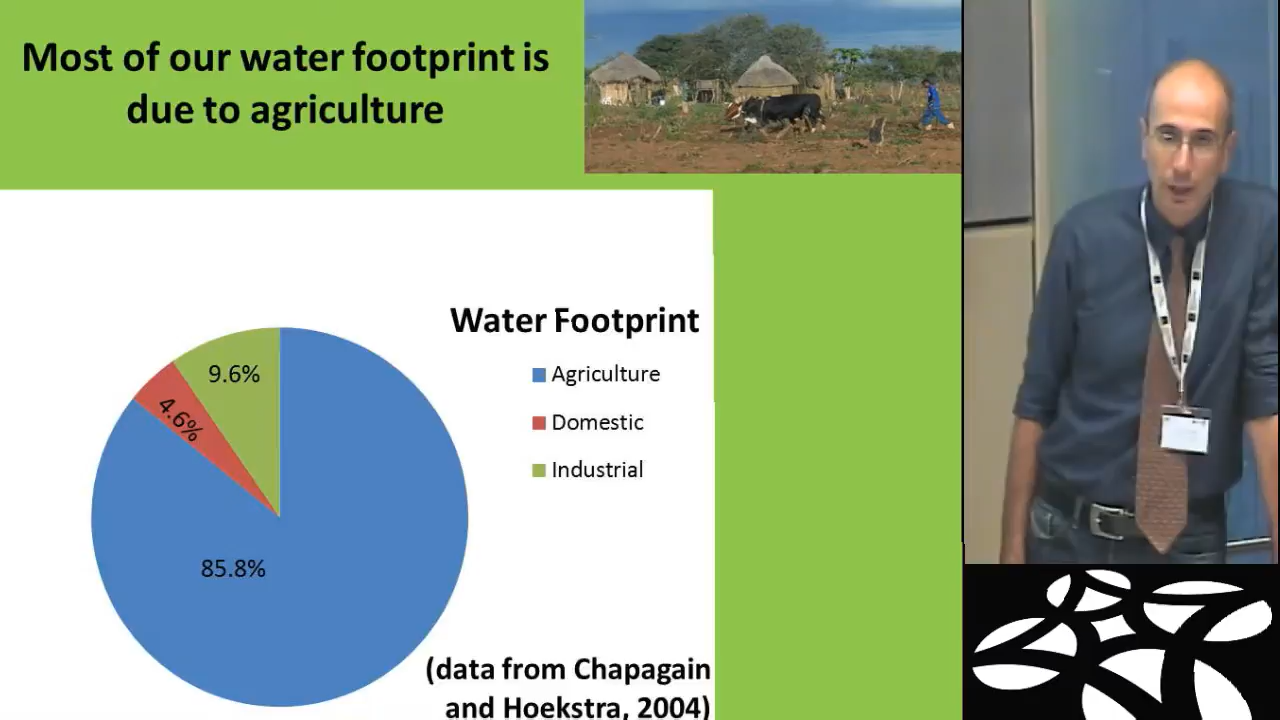 Most of our water footprint is
due to agriculture
Water Footprint
Agriculture
Domestic
Industrial
9.6%
4.6%
85.8%
(data from Chapagain
and Hoekstra, 2004)